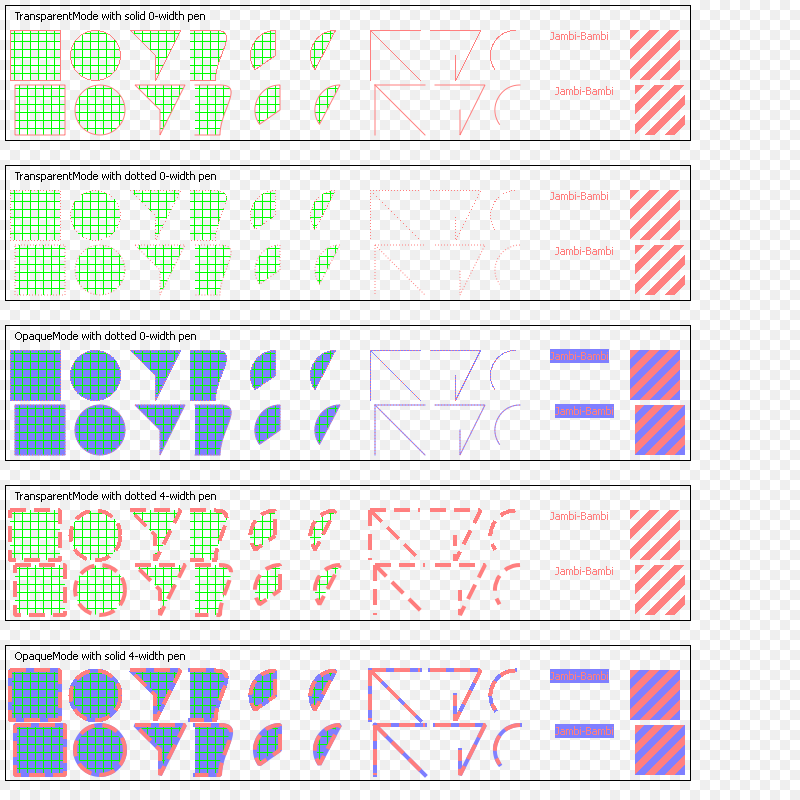 TransparentMode with solid 0-width pen
Jambi-Bambi
Jambi-Bambi
TransparentMode with dotted 0-width pen
Jambi-Bambi
Jambi-Bambi
OpaqueMode with dotted 0-width pen
Jambi-Bambi
Jambi-Bambi
TransparentMode with dotted 4-width pen
Jambi-Bambi
Jambi-Bambi
OpaqueMode with solid 4-width pen
Jambi-Bambi
Jambi-Bambi